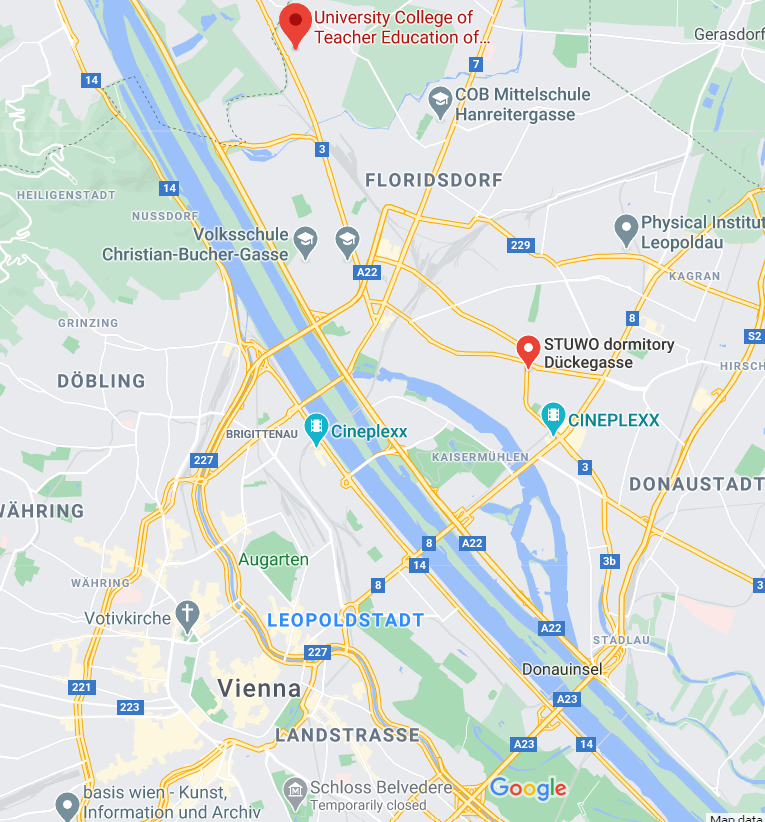 University College of
Teacher Education of…
14
Gerasdorf
7
COB Mittelschule
Hanreitergasse
3
FLORIDSDORF
14
HEILIGENSTADT
NUSSDORF
Volksschule
Christian-Bucher-Gasse
Physical Institut
Leopoldau
229
A22
KAGRAN
8
GRINZING
S2
STUWO dormitory
Dückegasse
HIRSCH
DÖBLING
CINEPLEXX
BRIGITTENAU
Cineplexx
227
KAISERMÜHLEN
3
DONAUSTADT
WÄHRING
8
A22
Augarten
14
3b
WÄHRING
8
3
Votivkirche
LEOPOLDSTADT
A22
STADLAU
227
Donauinsel
221
Vienna
A23
223
LANDSTRASSE
A23
14
Schloss Belvedere
Temporarily closed
Google
basis wien - Kunst,
Information und Archiv
Map data